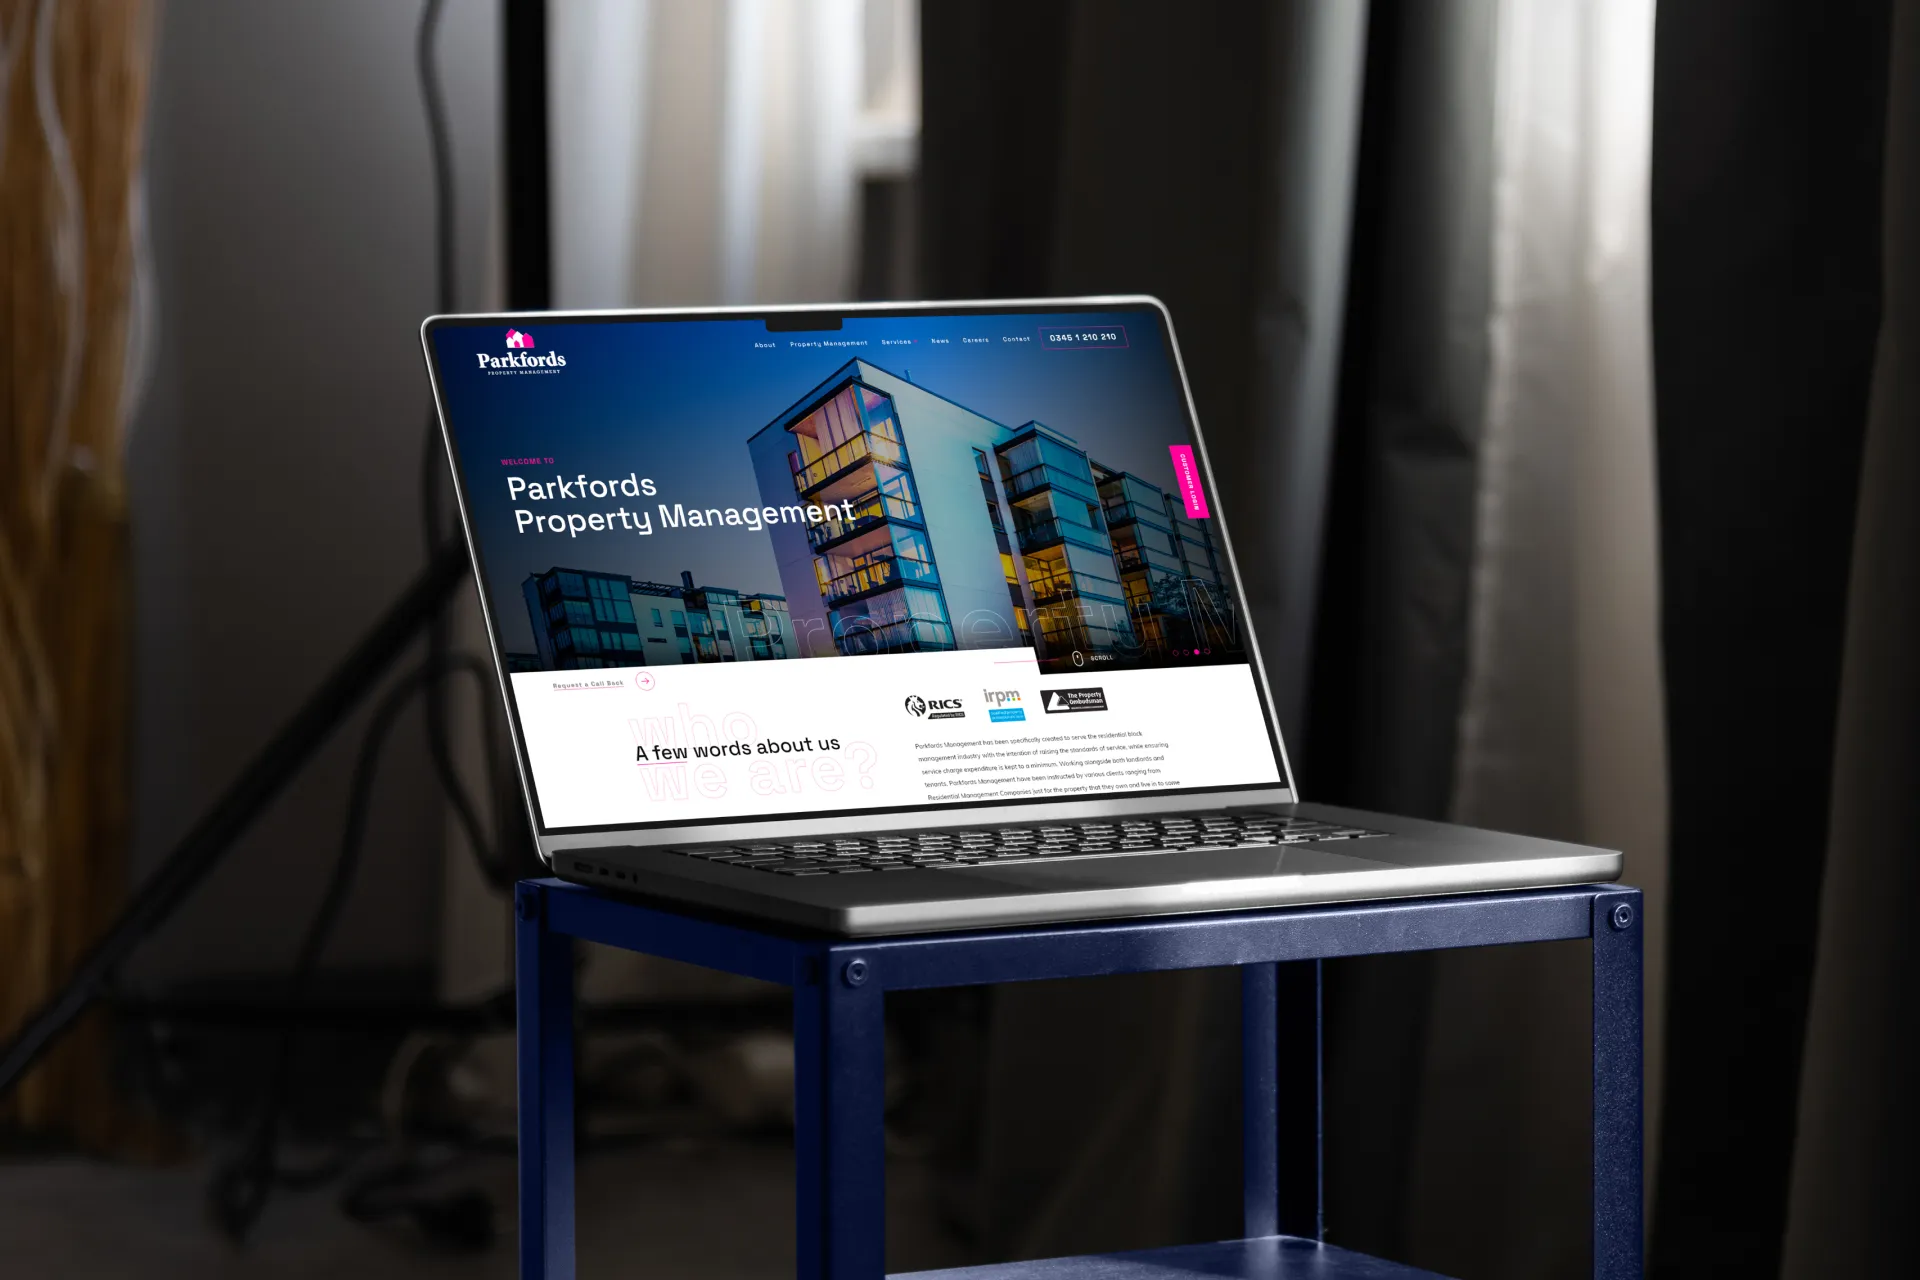 Parkfords
PROPERTY MANAGEMENT
About
Property Management
Services
News
Careers
Contact
0345 1 210 210
CUSTOMER LOGIN
WELCOME TO
Parkfords
Property Management
Property M
SCROLL
Request a Call Back
RICS
irpm
The Property
Ombudsman
who
we are?
A few words about us
Parkfords Management has been specifically created to serve the residential block
management industry with the intention of raising the standards of service, while ensuring
service charge expenditure is kept to a minimum. Working alongside both landlords and
tenants. Parkfords Management have been instructed by various clients ranging from
Residential Management Companies just for the property that they own and live in to some